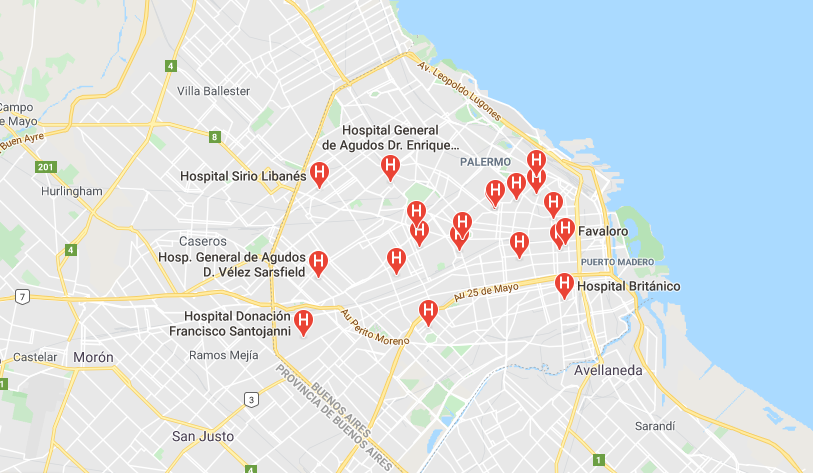 Av. Leopoldo Lugones
4
Villa Ballester
Campo
de Mayo
Buen Ayre
8
Hospital General
de Agudos Dr. Enrique...
PALERMO
201
Hospital Sirio Libanés
H
H
H
H
H
H
Hurlingham
H
H
H
H
H
H
H
Favaloro
Caseros
4
H
Hosp. General de Agudos
D. Vélez Sarsfield
H
H
PUERTO MADERO
7
Au 25 de Mayo
H
Hospital Británico
Hospital Donación
Francisco Santojanni
H
H
Au Perito Moreno
Castelar
Morón
Ramos Mejía
Avellaneda
1
3
BUENOS AIRES
PROVINCIA DE BUENOS AIRES
San Justo
Sarandí
4
1